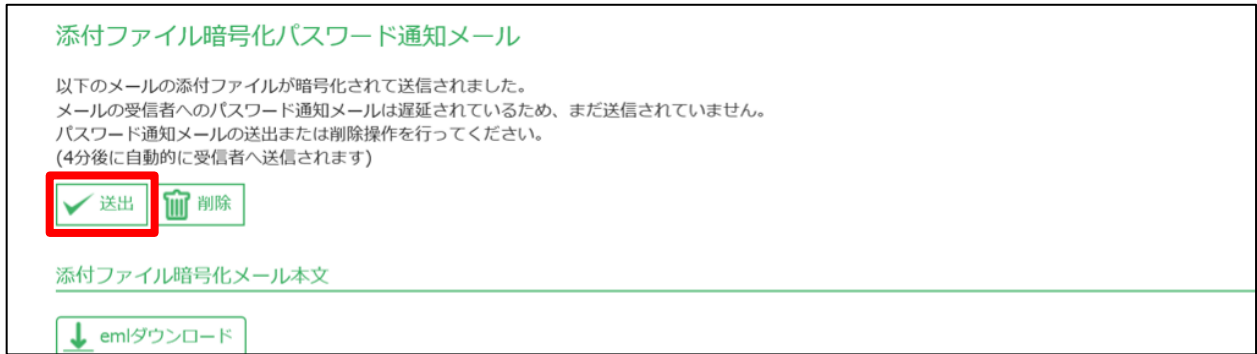 添付ファイル暗号化パスワード通知メール
以下のメールの添付ファイルが暗号化されて送信されました。
メールの受信者へのパスワード通知メールは遅延されているため、まだ送信されていません。
パスワード通知メールの送出または削除操作を行ってください。
(4分後に自動的に受信者へ送信されます)
送出 削除
添付ファイル暗号化メール本文
emlダウンロード